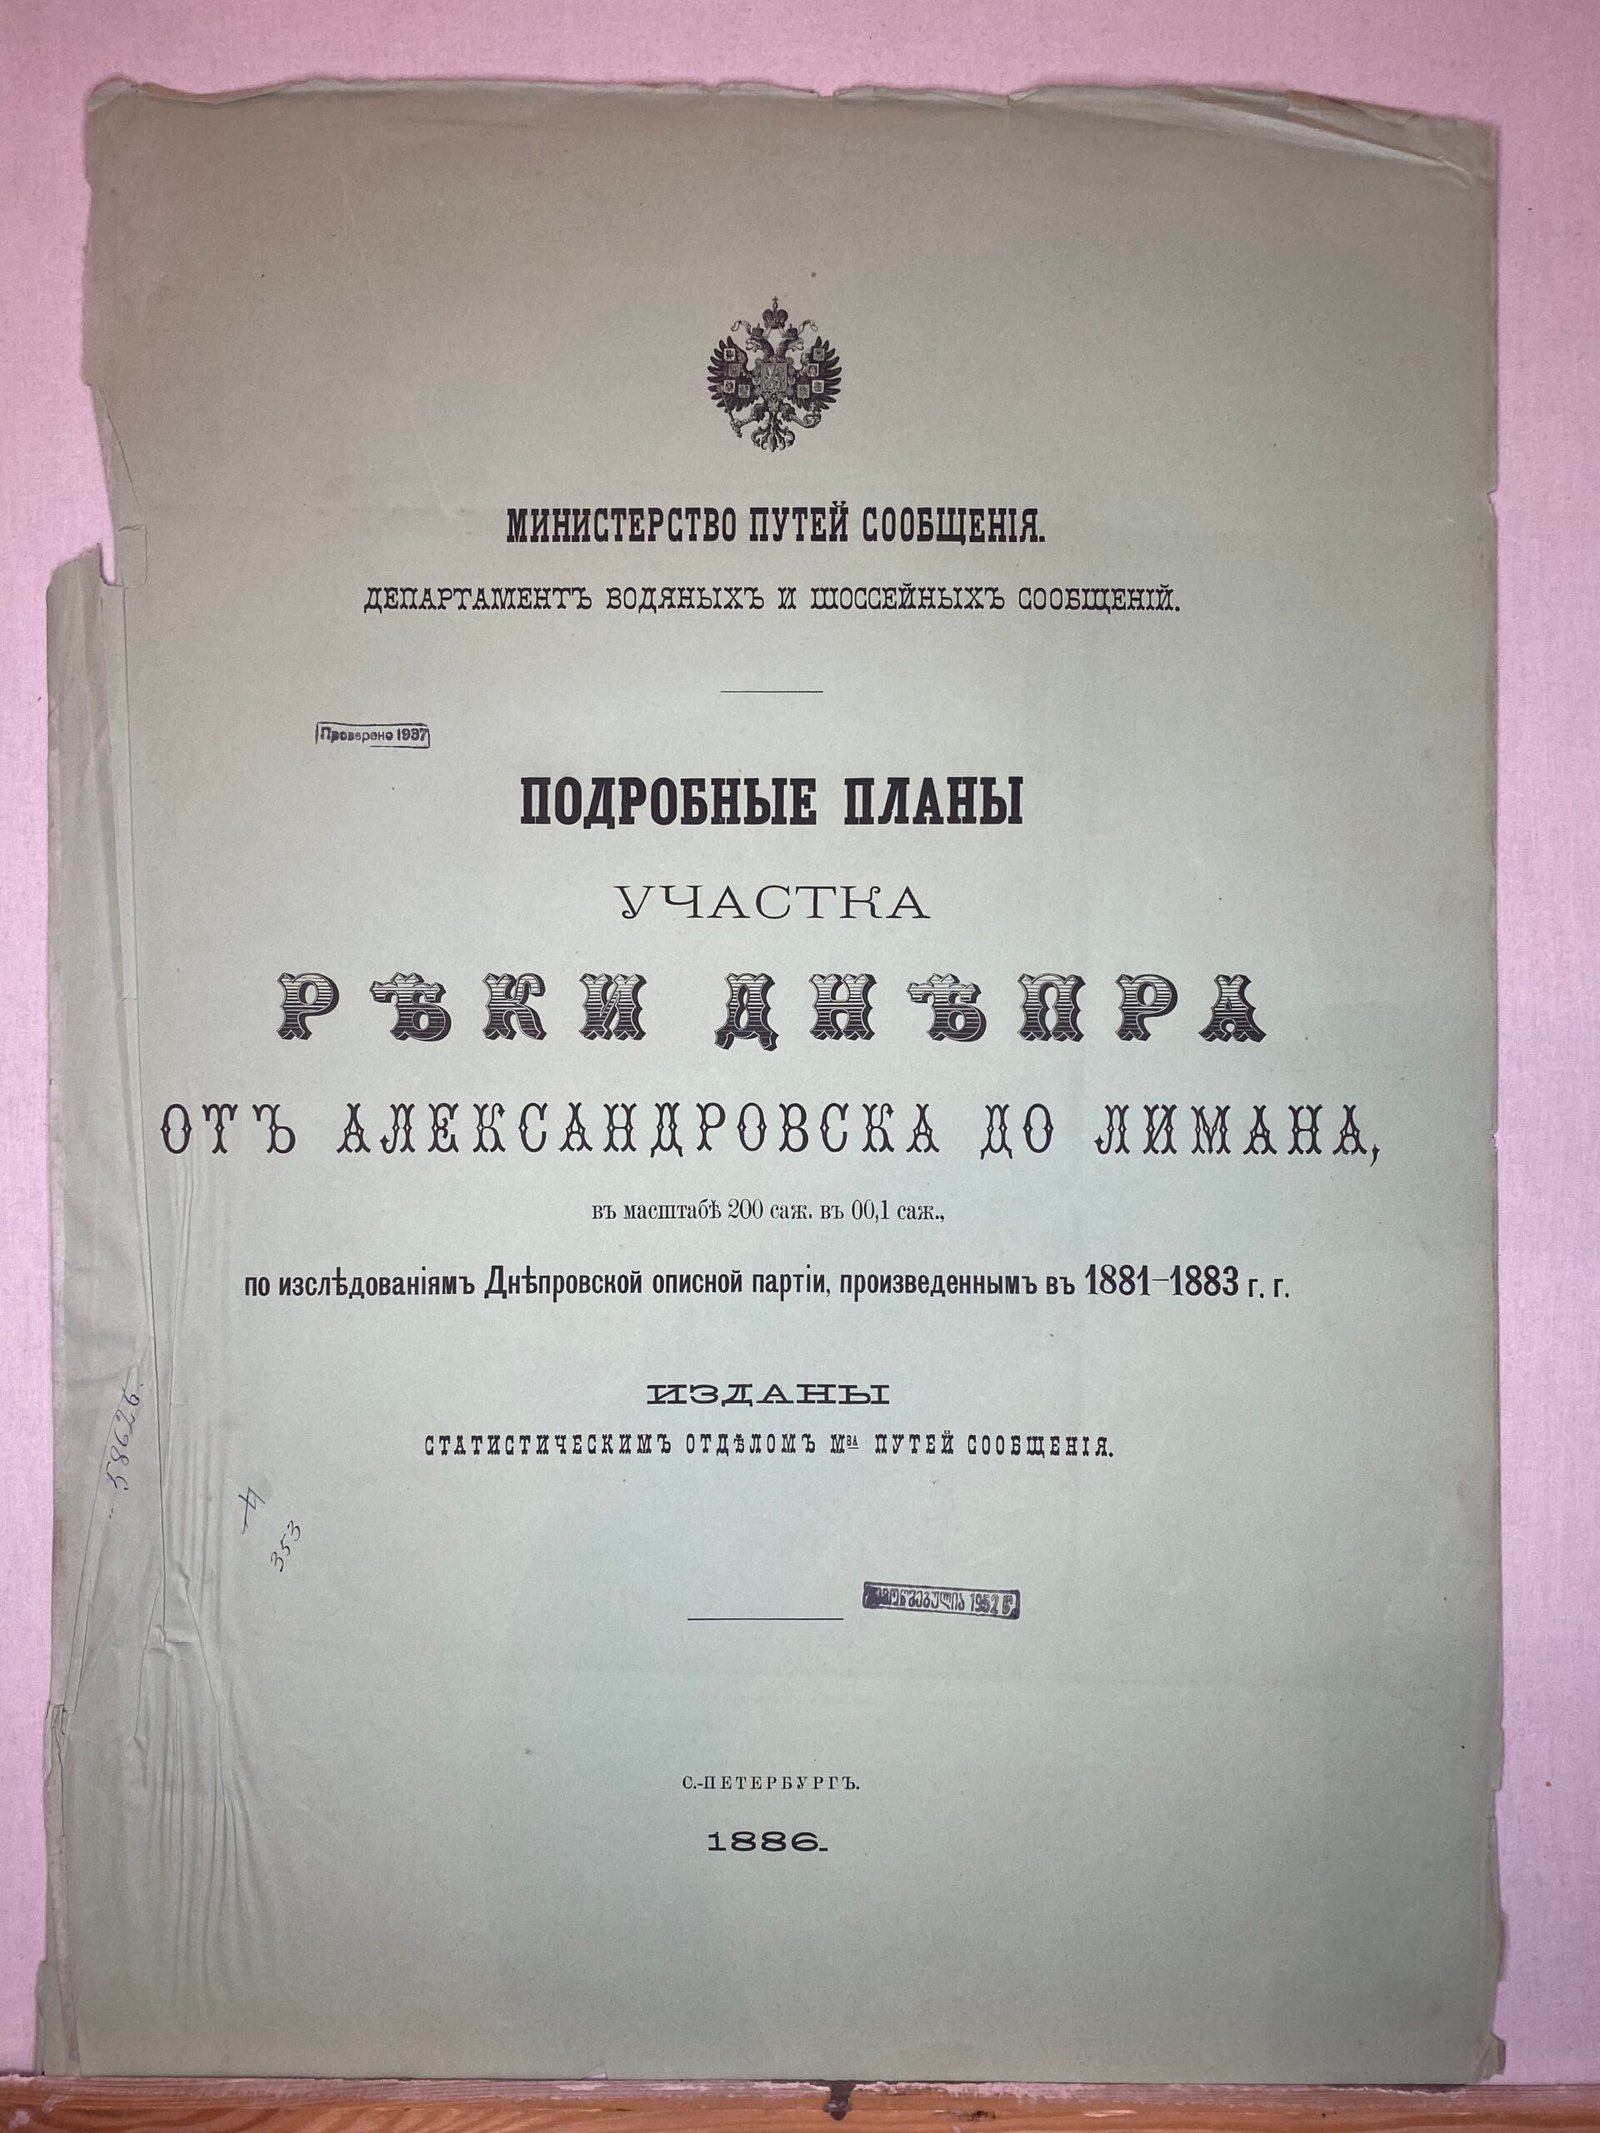 МИНИСТЕРСТВО ПУТЕЙ СООБЩЕНІЯ.
ДЕПАРТАМЕНТЪ ВОДЯНЫХЪ И ШОССЕЙНЫХЪ СООБЩЕНІЙ.
Проверено 1937
ПОДРОБНЫЕ ПЛАНЫ
УЧАСТКА
РѢКИ ДНѢПРА
ОТЪ АЛЕКСАНДРОВСКА ДО ЛИМАНА,
въ масштабѣ 200 саж. въ 00,1 саж.,
по изслѣдованіямъ Днѣпровской описной партіи, произведеннымъ въ 1881–1883 г. г.
ИЗДАНЫ
СТАТИСТИЧЕСКИМЪ ОТДѢЛОМЪ Мва ПУТЕЙ СООБЩЕНІЯ.
58626.
353
1952 წ.
С.-ПЕТЕРБУРГЪ.
1886.